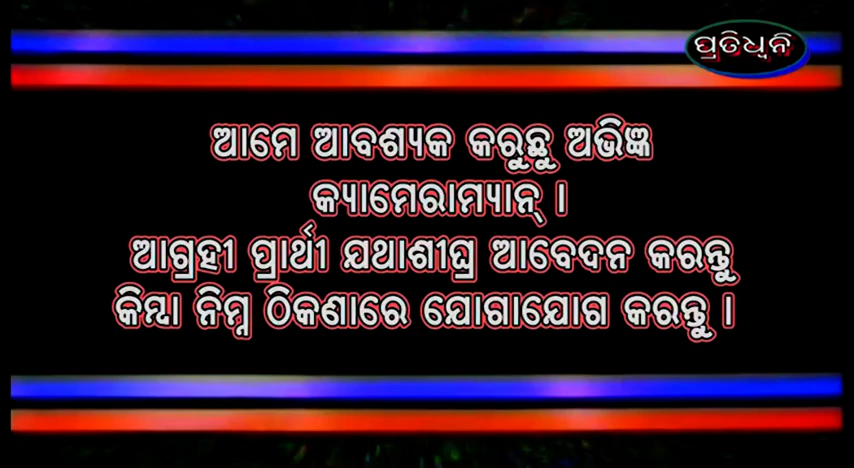 ପ୍ରତିଧ୍ୱନି
ଆମେ ଆବଶ୍ୟକ କରୁଛୁ ଅଭିଜ୍ଞ
କ୍ୟାମେରାମ୍ୟାନ୍ ।
ଆଗ୍ରହୀ ପ୍ରାର୍ଥୀ ଯଥାଶୀଘ୍ର ଆବେଦନ କରନ୍ତୁ
କିମ୍ବା ନିମ୍ନ ଠିକଣାରେ ଯୋଗାଯୋଗ କରନ୍ତୁ ।